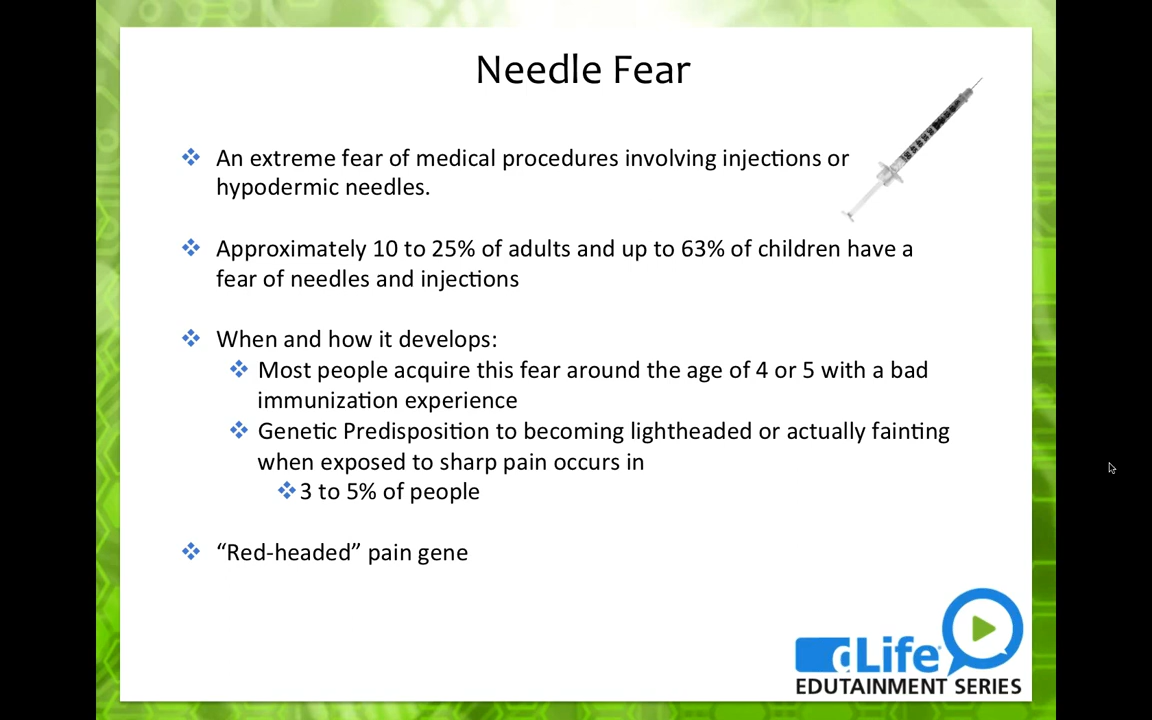 Needle Fear
An extreme fear of medical procedures involving injections or
hypodermic needles.
Approximately 10 to 25% of adults and up to 63% of children have a
fear of needles and injections
When and how it develops:
Most people acquire this fear around the age of 4 or 5 with a bad
immunization experience
Genetic Predisposition to becoming lightheaded or actually fainting
when exposed to sharp pain occurs in
3 to 5% of people
“Red-headed” pain gene
dLife
EDUTAINMENT SERIES